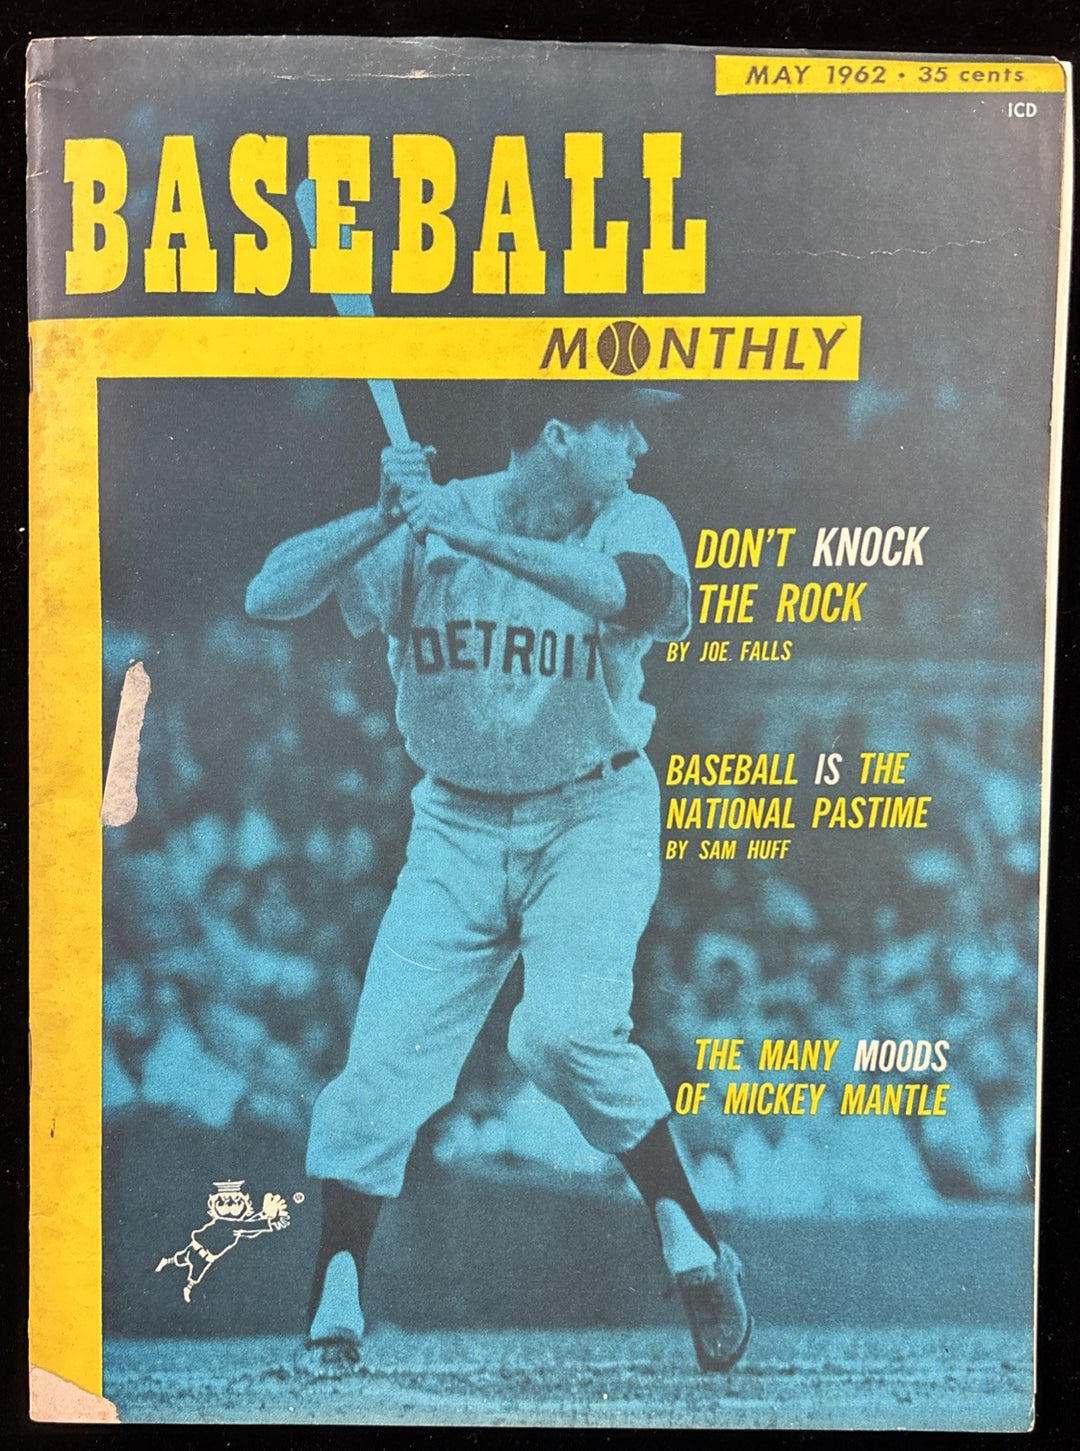 MAY 1962 • 35 cents
ICD
BASEBALL
MONTHLY
DETROIT
DON'T KNOCK
THE ROCK
BY JOE FALLS
BASEBALL IS THE
NATIONAL PASTIME
BY SAM HUFF
THE MANY MOODS
OF MICKEY MANTLE